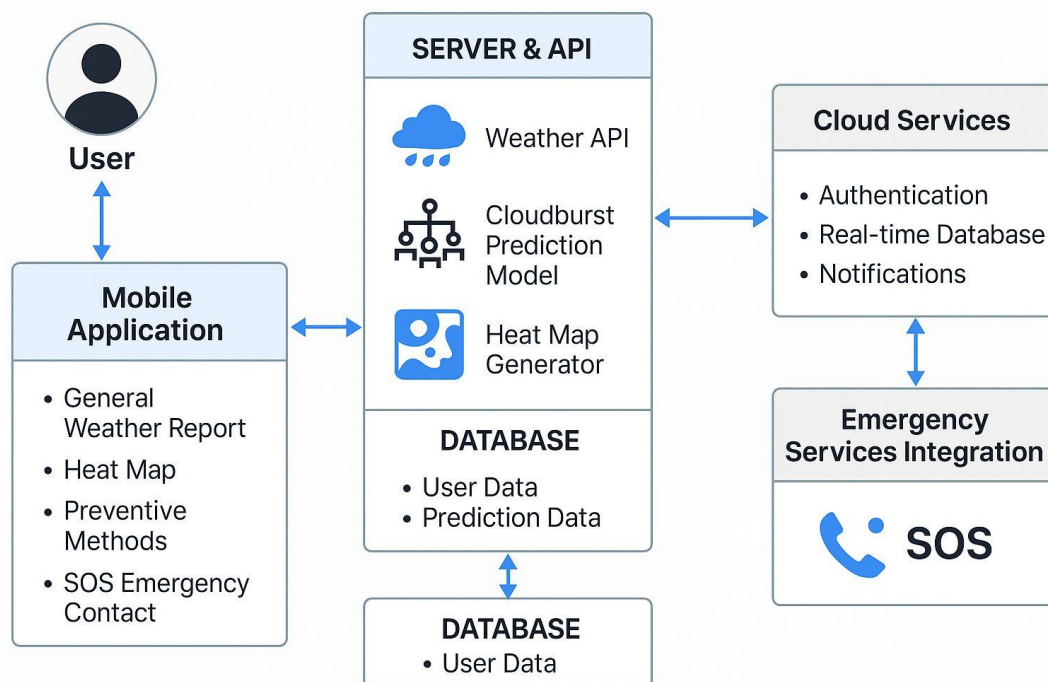 User
Mobile
Application
• General
Weather Report
• Heat Map
• Preventive
Methods
• SOS Emergency
Contact
SERVER & API
Weather API
Cloudburst
Prediction
Model
Heat Map
Generator
DATABASE
• User Data
• Prediction Data
DATABASE
• User Data
Cloud Services
• Authentication
• Real-time Database
• Notifications
Emergency
Services Integration
SOS